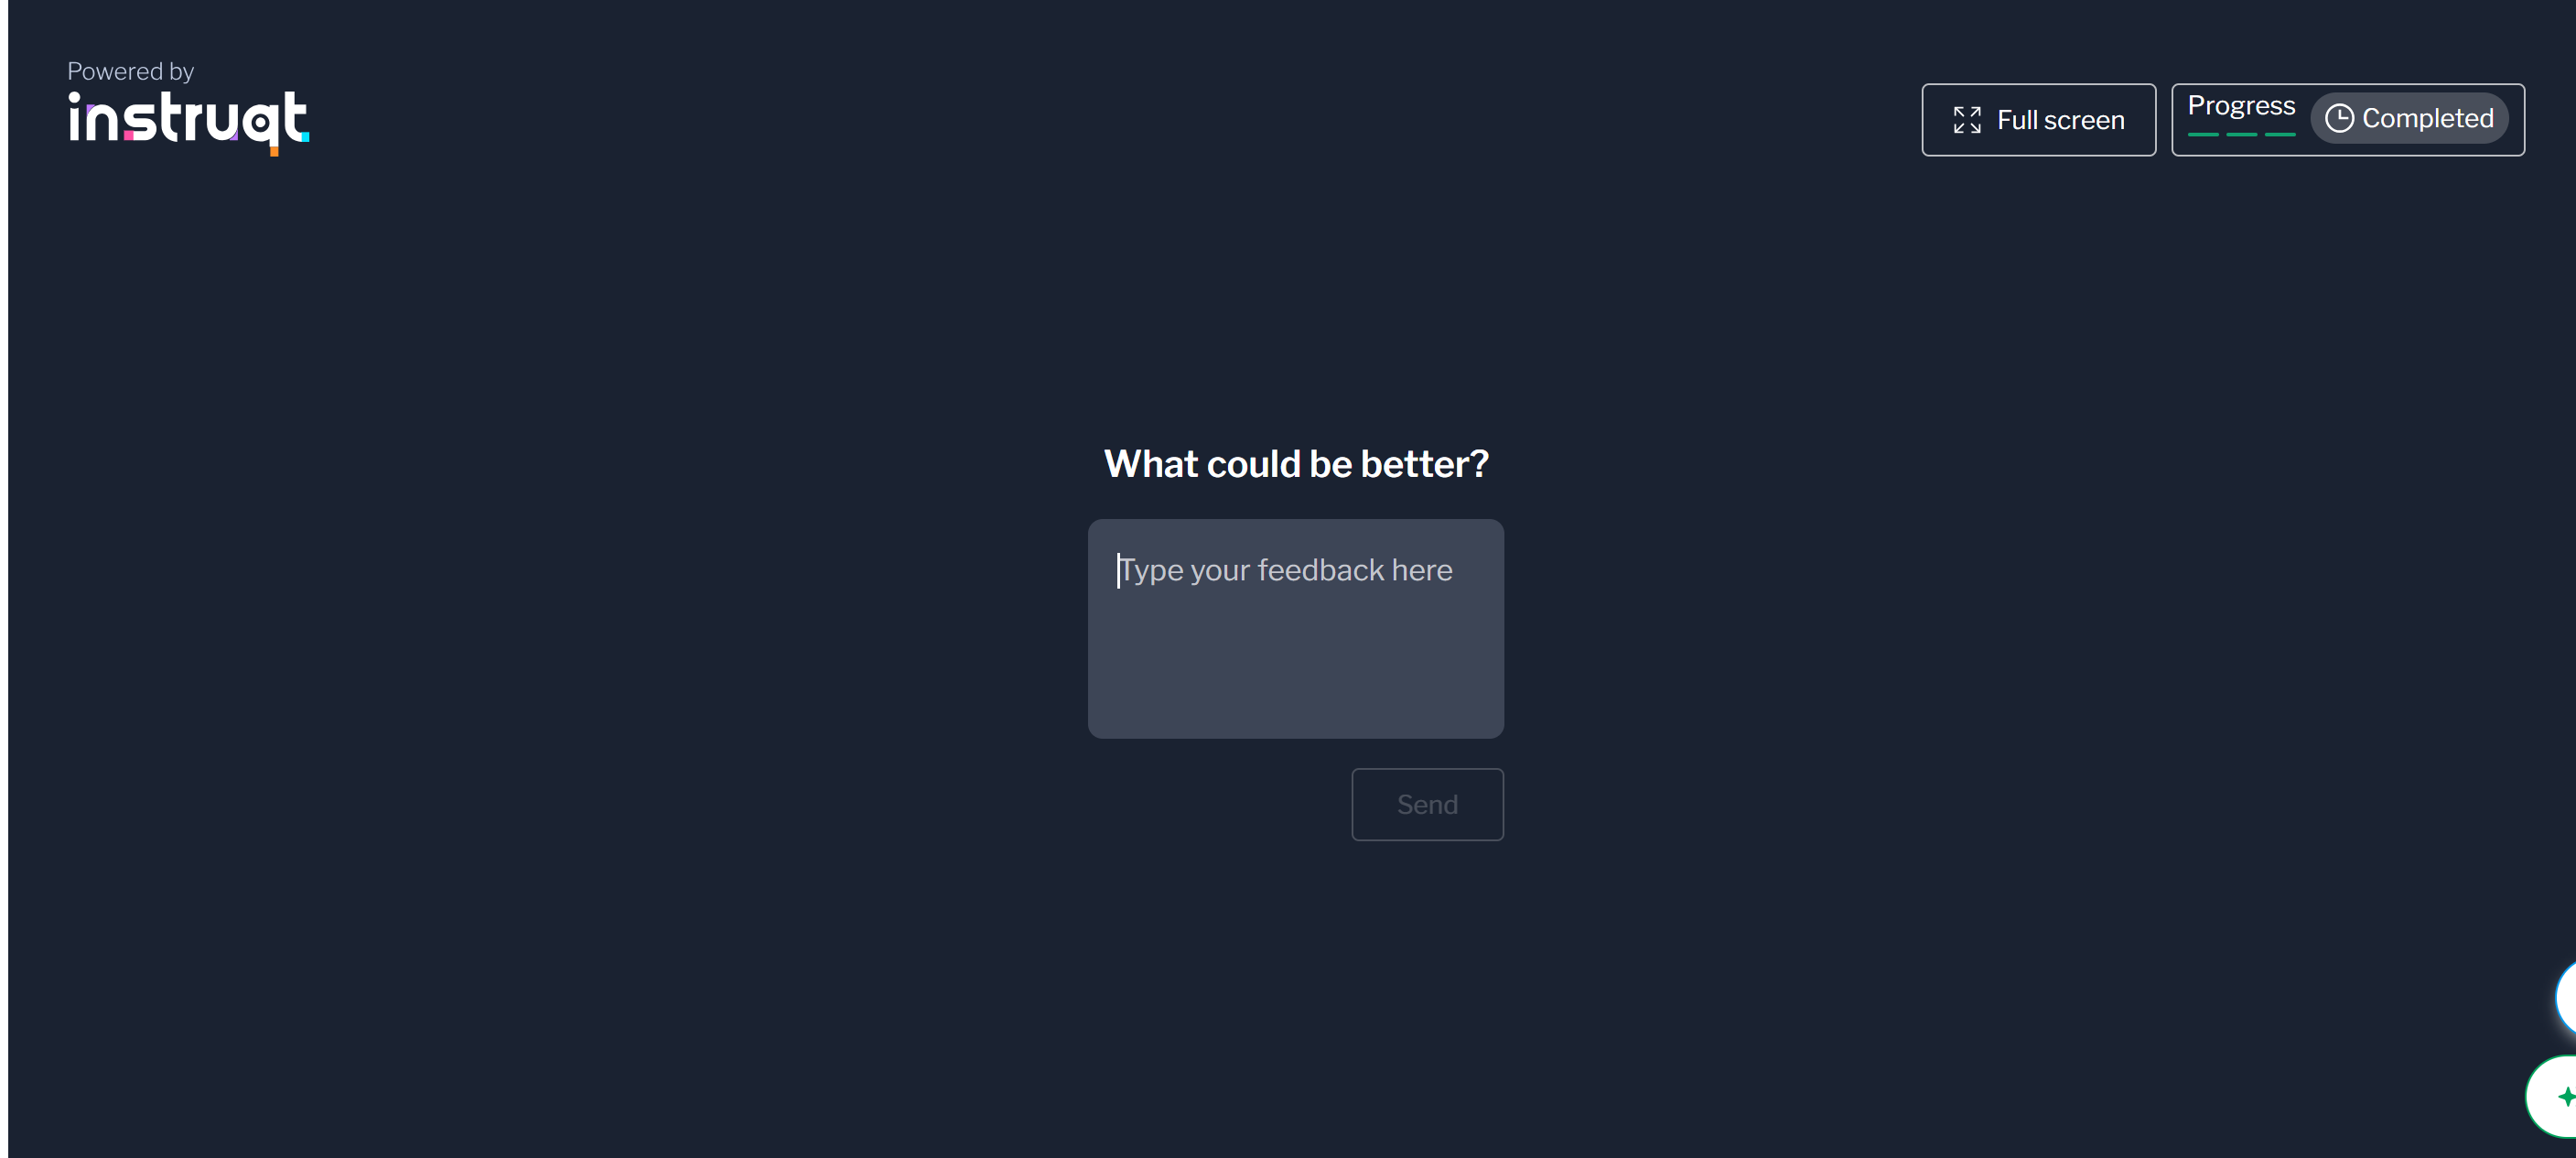 Powered by
instruqt
Full screen
Progress
Completed
What could be better?
Type your feedback here
Send